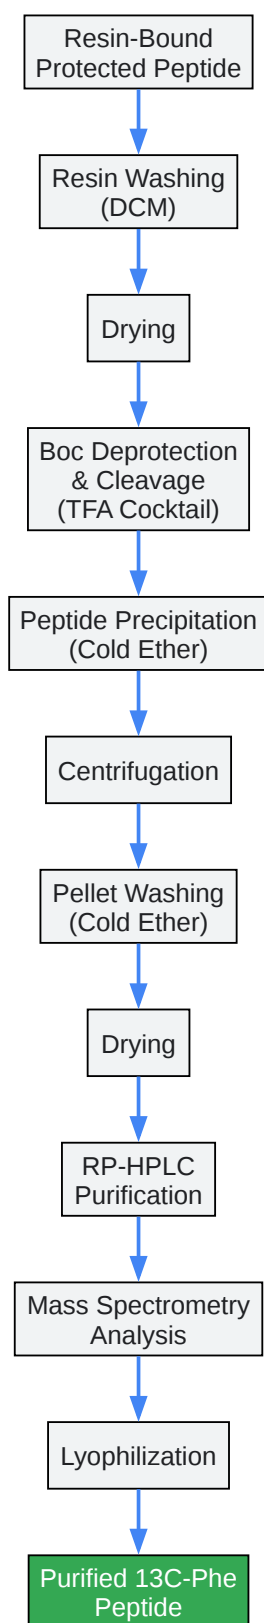 Resin-Bound
Protected Peptide
Resin Washing
(DCM)
Drying
Boc Deprotection
& Cleavage
(TFA Cocktail)
Peptide Precipitation
(Cold Ether)
Centrifugation
Pellet Washing
(Cold Ether)
Drying
RP-HPLC
Purification
Mass Spectrometry
Analysis
Lyophilization
Purified 13C-Phe
Peptide